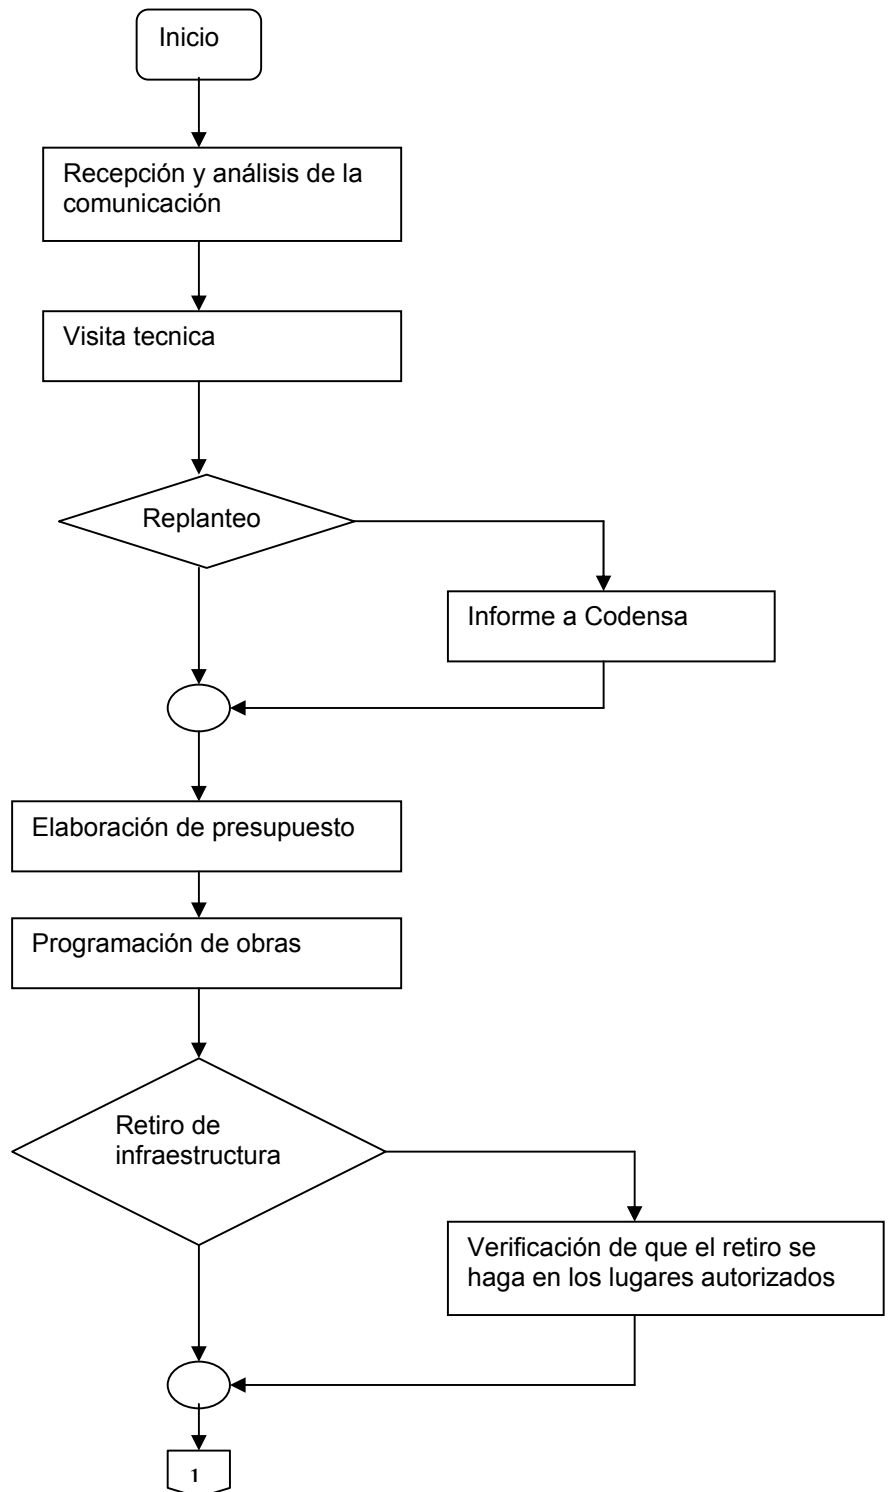 Inicio
Recepción y análisis de la
comunicación
Visita tecnica
Replanteo
Informe a Codensa
Elaboración de presupuesto
Programación de obras
Retiro de
infraestructura
Verificación de que el retiro se
haga en los lugares autorizados
1